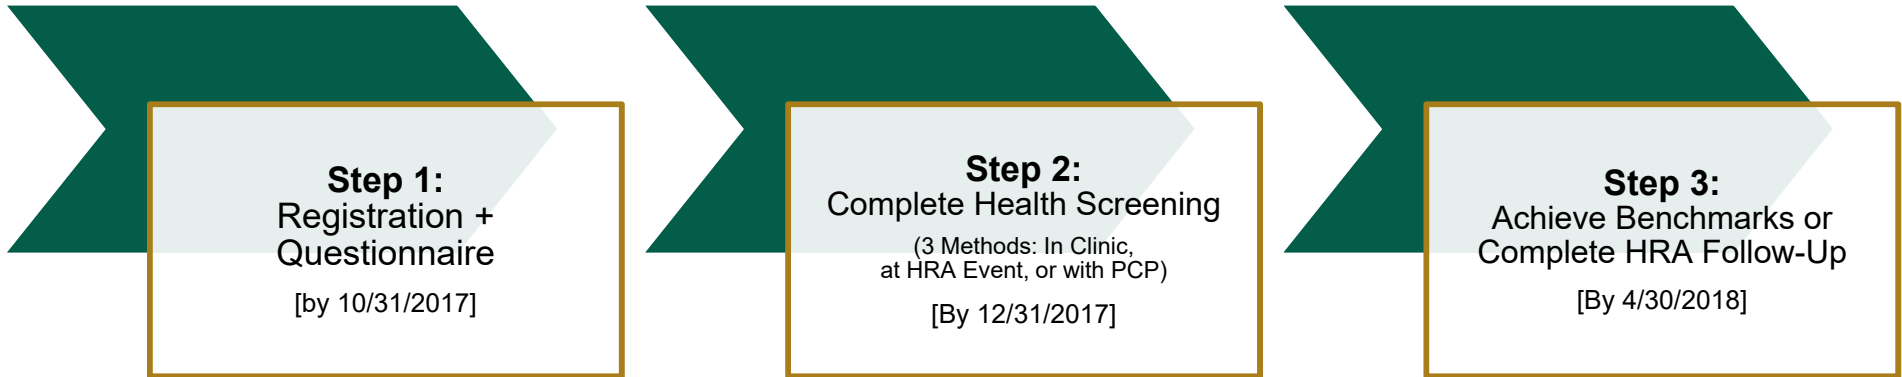 Step 1:
Registration +
Questionnaire
[by 10/31/2017]
Step 2:
Complete Health Screening
(3 Methods: In Clinic,
at HRA Event, or with PCP)
[By 12/31/2017]
Step 3:
Achieve Benchmarks or
Complete HRA Follow-Up
[By 4/30/2018]